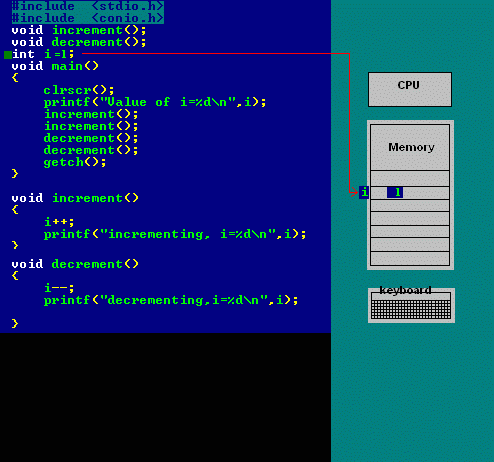 #include <stdio.h>
#include <conio.h>
void increment();
void decrement();
int i=1;
void main()
{
clrscr();
printf("Value of i=%d\n",i);
increment();
increment();
decrement();
decrement();
getch();
}
void increment()
{
i++;
printf("incrementing, i=%d\n",i);
}
void decrement()
{
i--;
printf("decrementing,i=%d\n",i);
}
CPU
Memory
i 1
keyboard